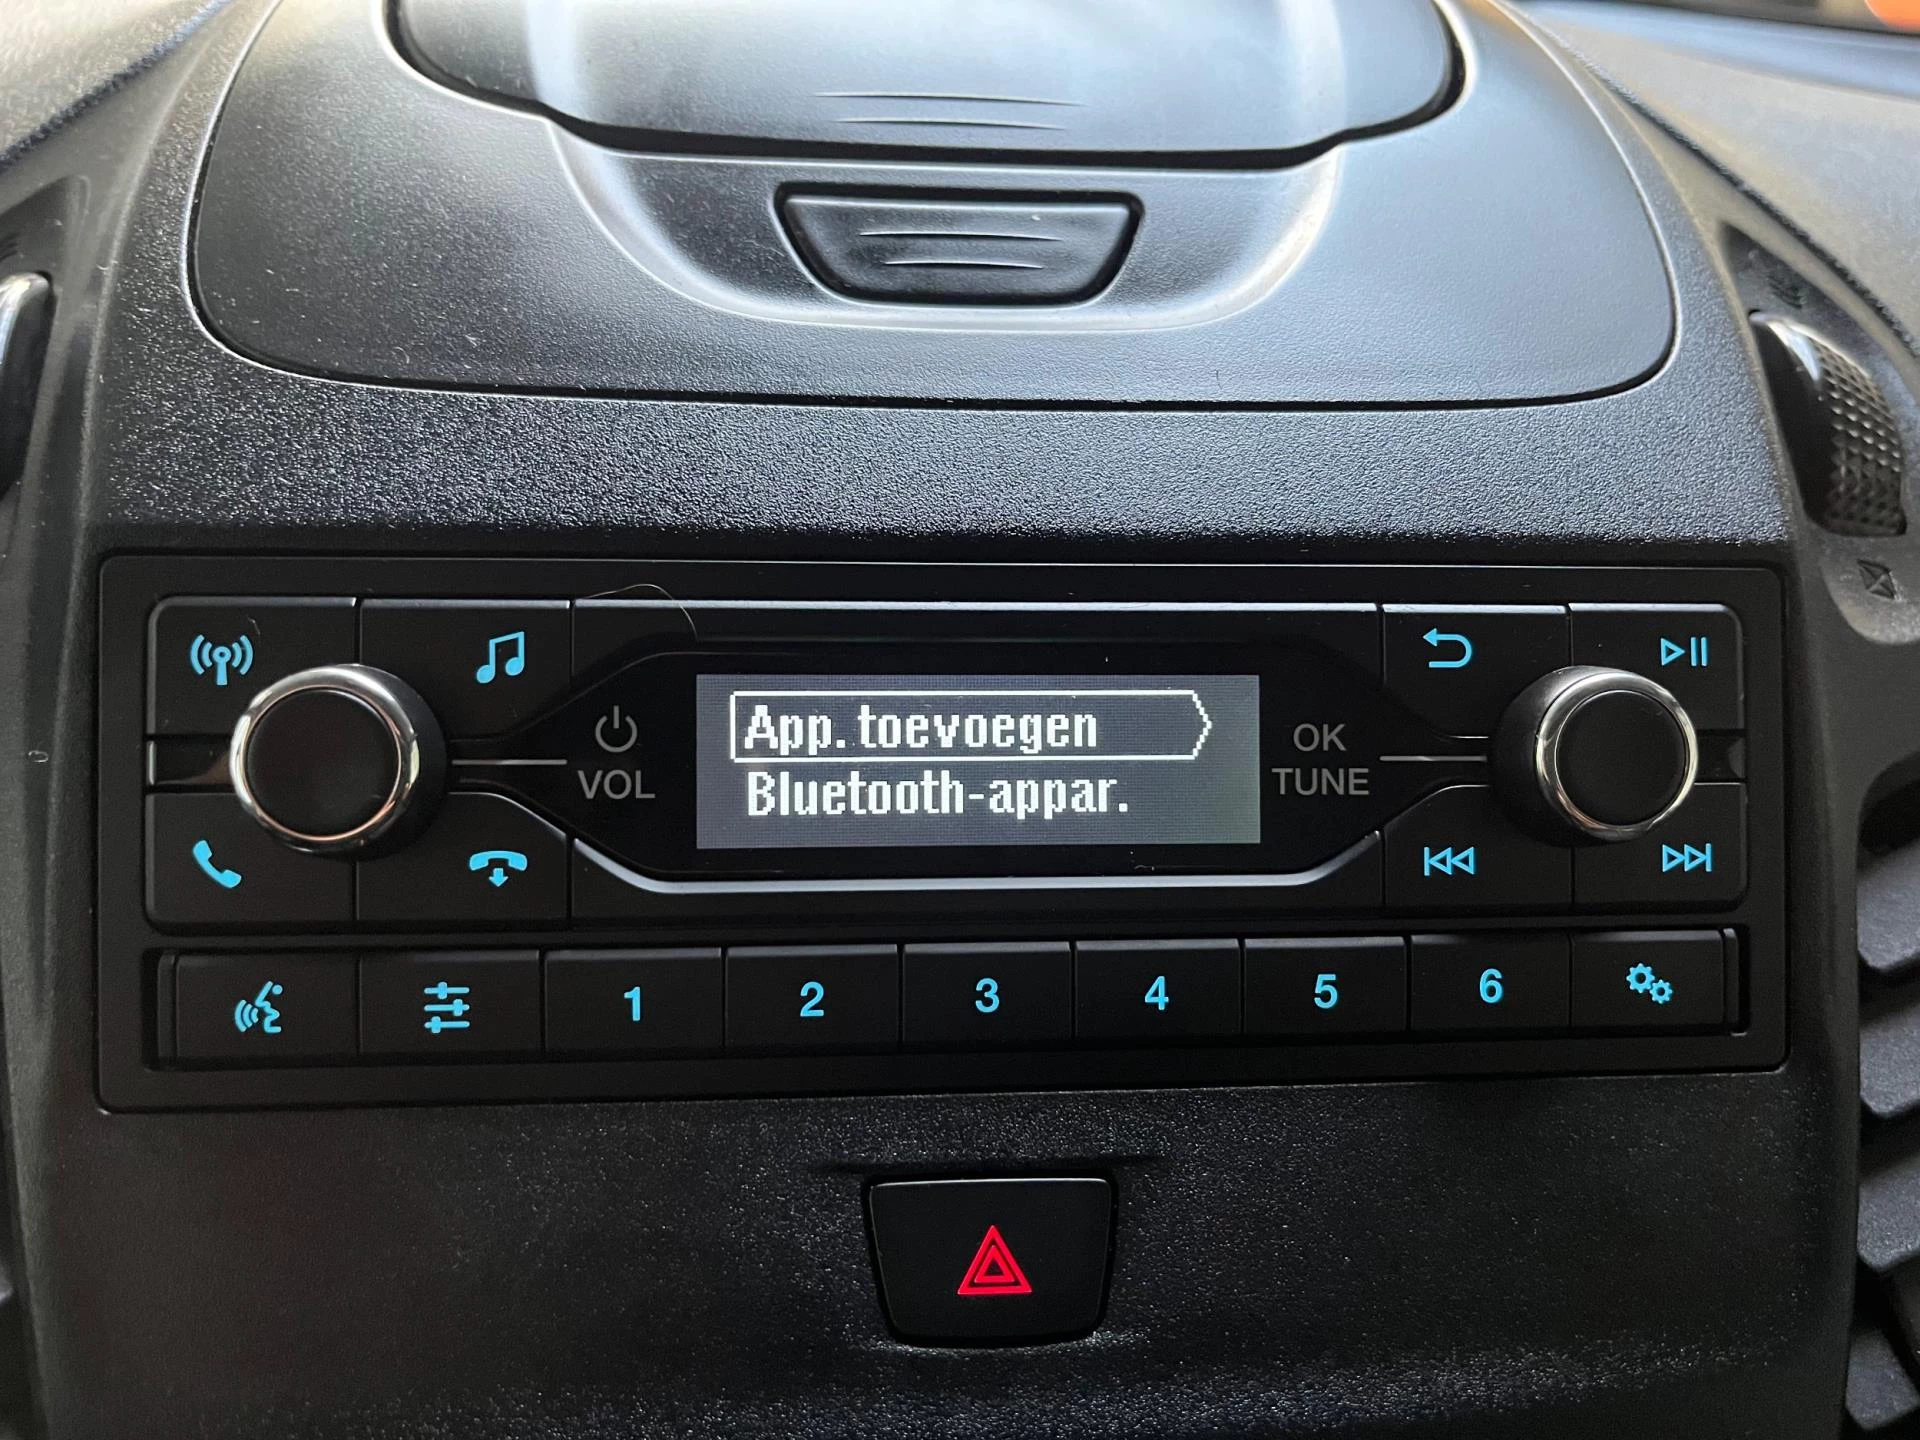 App. toevoegen
Bluetooth-appar.
VOL
OK
TUNE
1 2 3 4 5 6